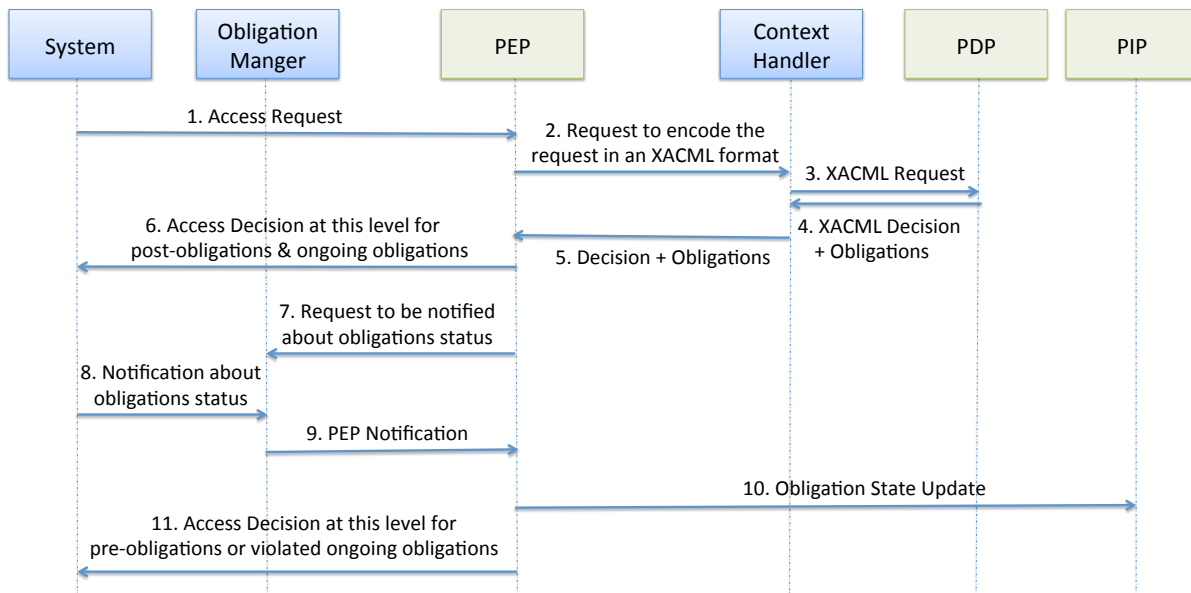 System
Obligation
Manger
PEP
Context
Handler
PDP
PIP
1. Access Request
2. Request to encode the
request in an XACML format
3. XACML Request
4. XACML Decision
+ Obligations
5. Decision + Obligations
6. Access Decision at this level for
post-obligations & ongoing obligations
7. Request to be notified
about obligations status
8. Notification about
obligations status
9. PEP Notification
10. Obligation State Update
11. Access Decision at this level for
pre-obligations or violated ongoing obligations